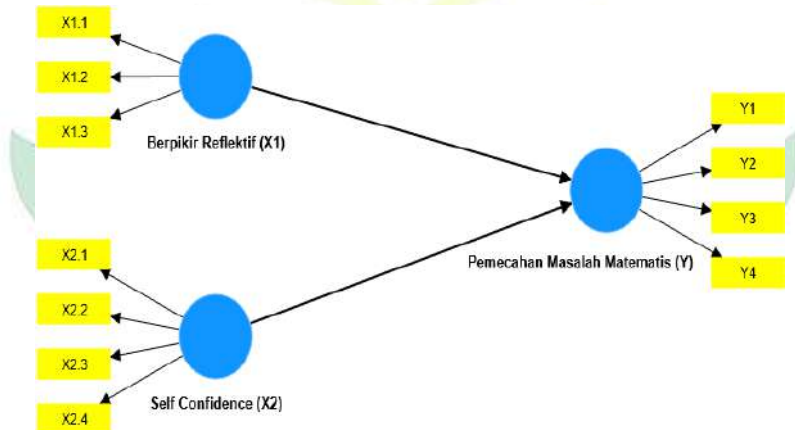 X1.1
X1.2
X1.3
Berpikir Reflektif (X1)
Y1
Y2
Y3
Y4
Pemecahan Masalah Matematis (Y)
X2.1
X2.2
X2.3
X2.4
Self Confidence (X2)